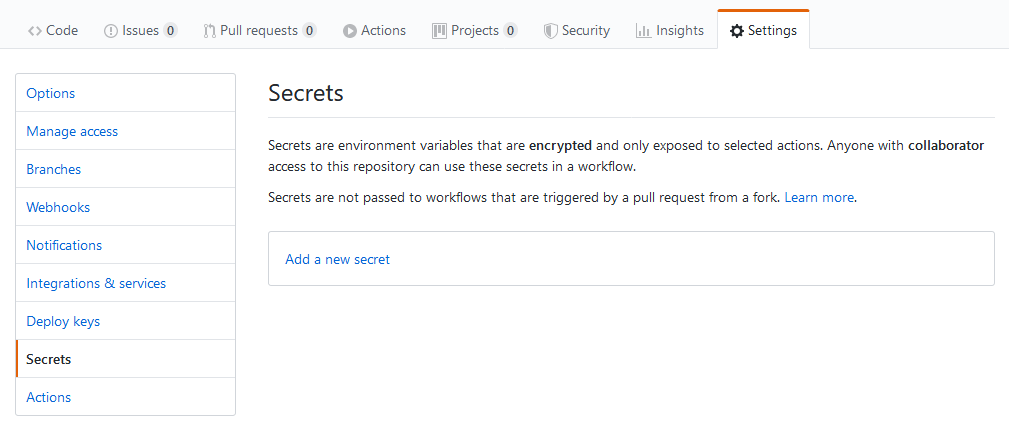 Code Issues 0 Pull requests 0 Actions Projects 0 Security Insights Settings
Options
Manage access
Branches
Webhooks
Notifications
Integrations & services
Deploy keys
Secrets
Actions
Secrets
Secrets are environment variables that are encrypted and only exposed to selected actions. Anyone with collaborator
access to this repository can use these secrets in a workflow.
Secrets are not passed to workflows that are triggered by a pull request from a fork. Learn more.
Add a new secret